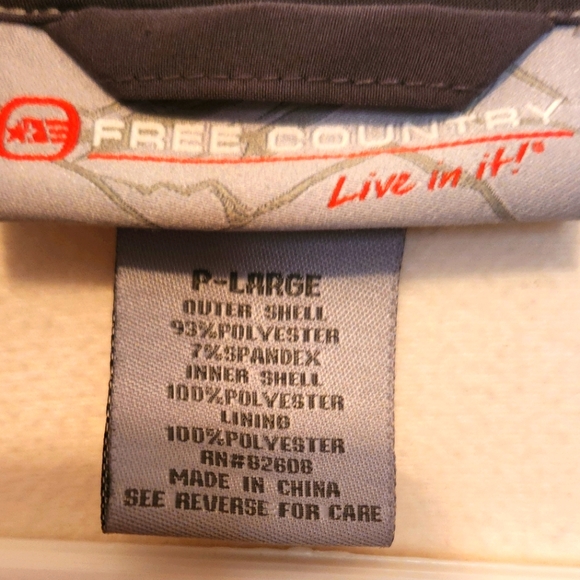 FREE COUNTRY
Live in it!
P-LARGE
OUTER SHELL
93%POLYESTER
7%SPANDEX
INNER SHELL
100%POLYESTER
LINING
100%POLYESTER
RN#82608
MADE IN CHINA
SEE REVERSE FOR CARE